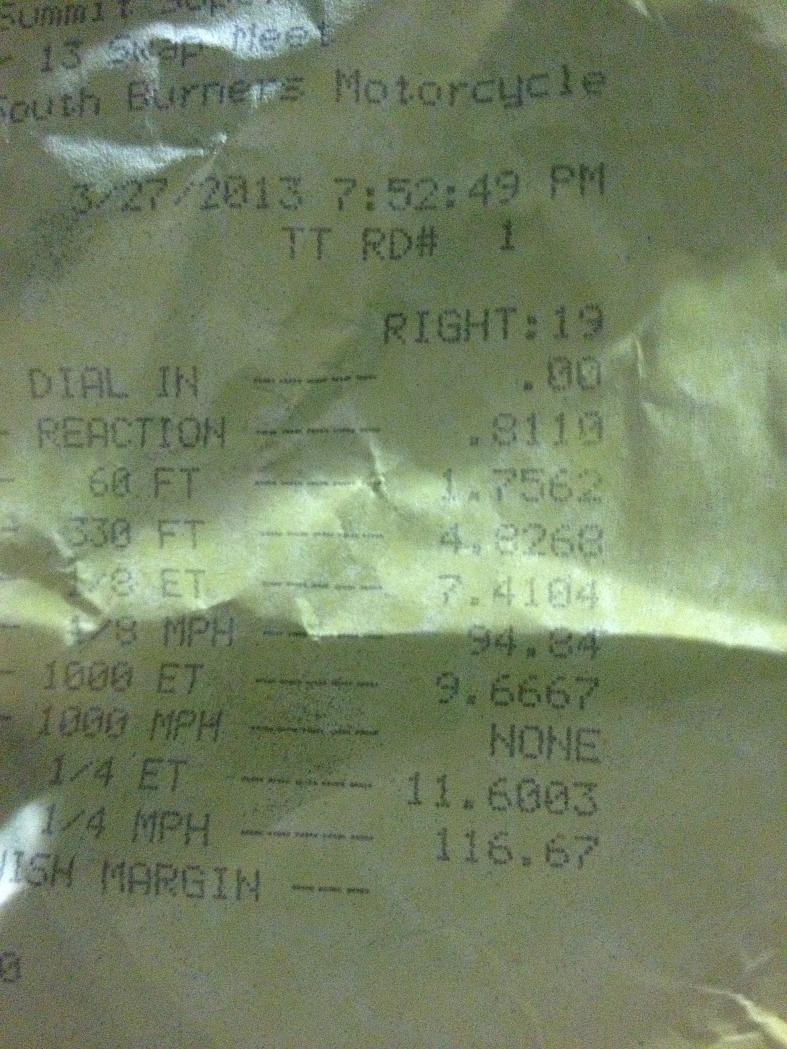 Summit
13 Swap Meet
South Burners Motorcycle
3/27/2013 7:52:49 PM
TT RD# 1
RIGHT:19
DIAL IN ----- .00
- REACTION ----- .8110
- 60 FT ----- 1.7562
- 330 FT ----- 4.8268
- 1/8 ET ----- 7.4104
- 1/8 MPH ----- 94.84
- 1000 ET ----- 9.6667
- 1000 MPH ----- NONE
1/4 ET ----- 11.6003
1/4 MPH ----- 116.67
MARGIN ---